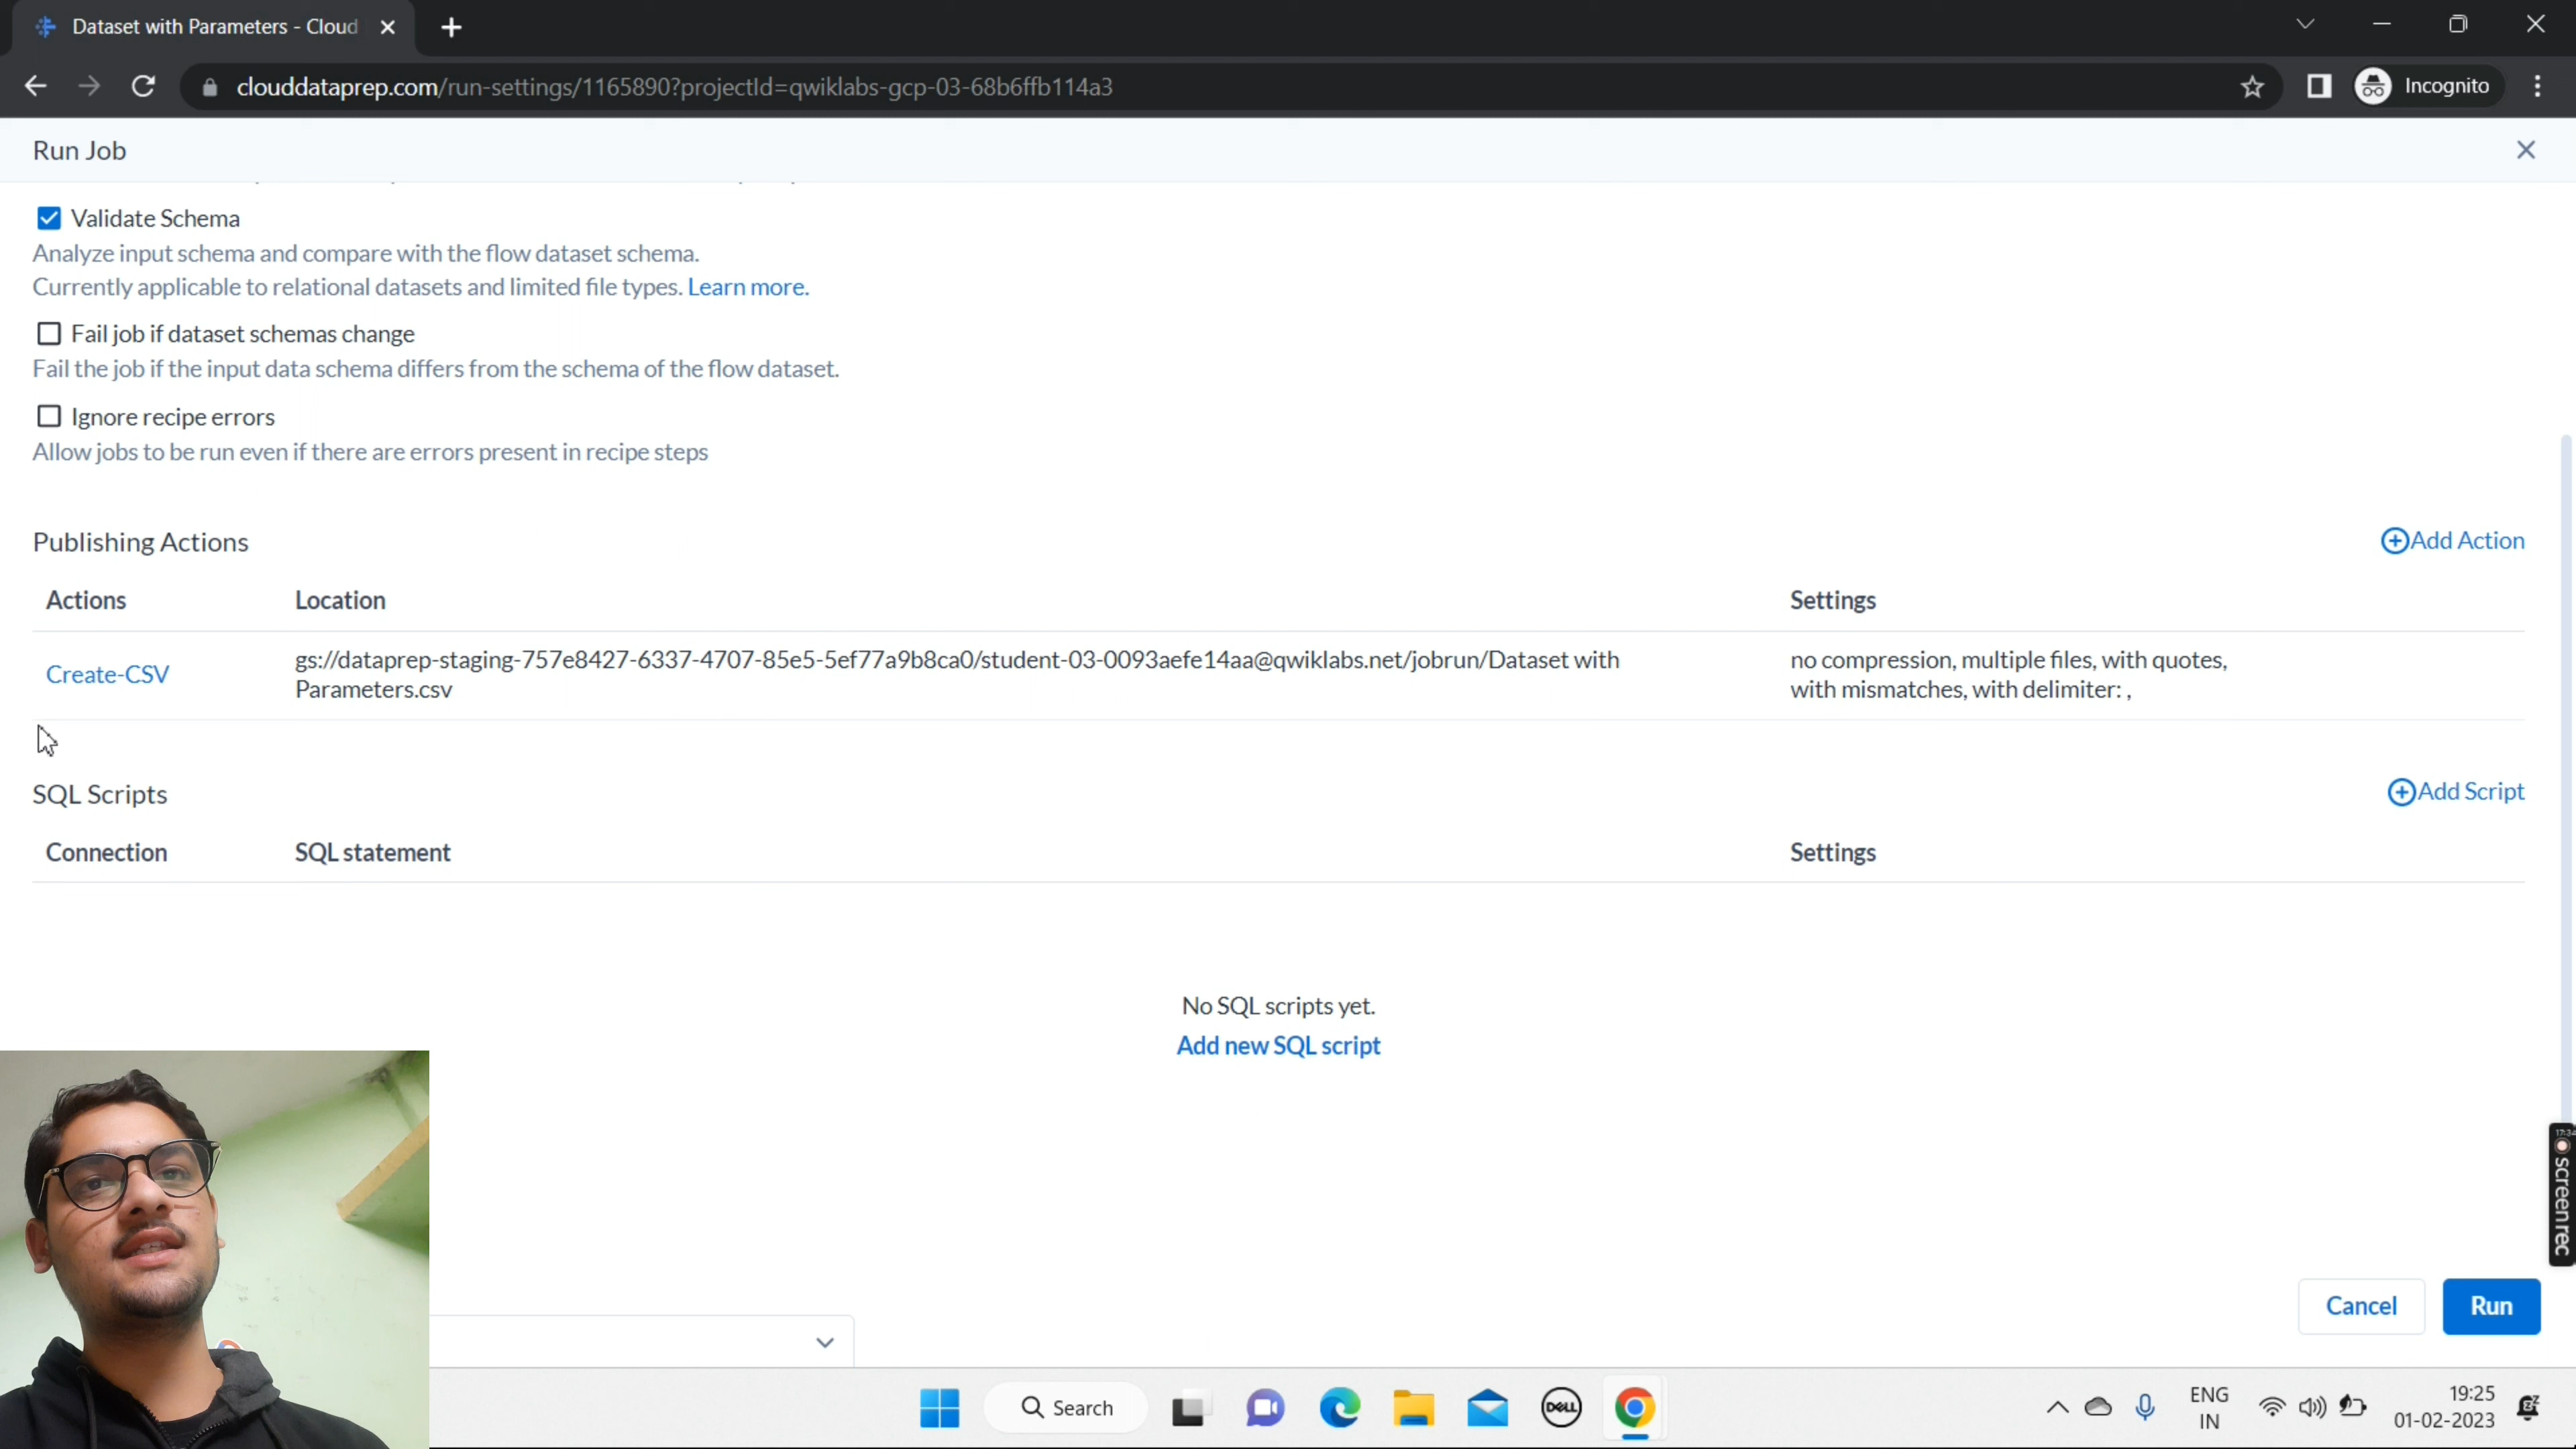 Dataset with Parameters - Cloud
clouddataprep.com/run-settings/1165890?projectId=qwiklabs-gcp-03-68b6ffb114a3
Incognito
Run Job
Validate Schema
Analyze input schema and compare with the flow dataset schema.
Currently applicable to relational datasets and limited file types. Learn more.
Fail job if dataset schemas change
Fail the job if the input data schema differs from the schema of the flow dataset.
Ignore recipe errors
Allow jobs to be run even if there are errors present in recipe steps
Publishing Actions
Add Action
Actions Location Settings
Create-CSV
gs://dataprep-staging-757e8427-6337-4707-85e5-5ef77a9b8ca0/student-03-0093aefe14aa@qwiklabs.net/jobrun/Dataset with
Parameters.csv
no compression, multiple files, with quotes,
with mismatches, with delimiter: ,
SQL Scripts
Add Script
Connection SQL statement Settings
No SQL scripts yet.
Add new SQL script
17:34
screenrec
Cancel Run
Search
DELL
ENG
IN
19:25
01-02-2023